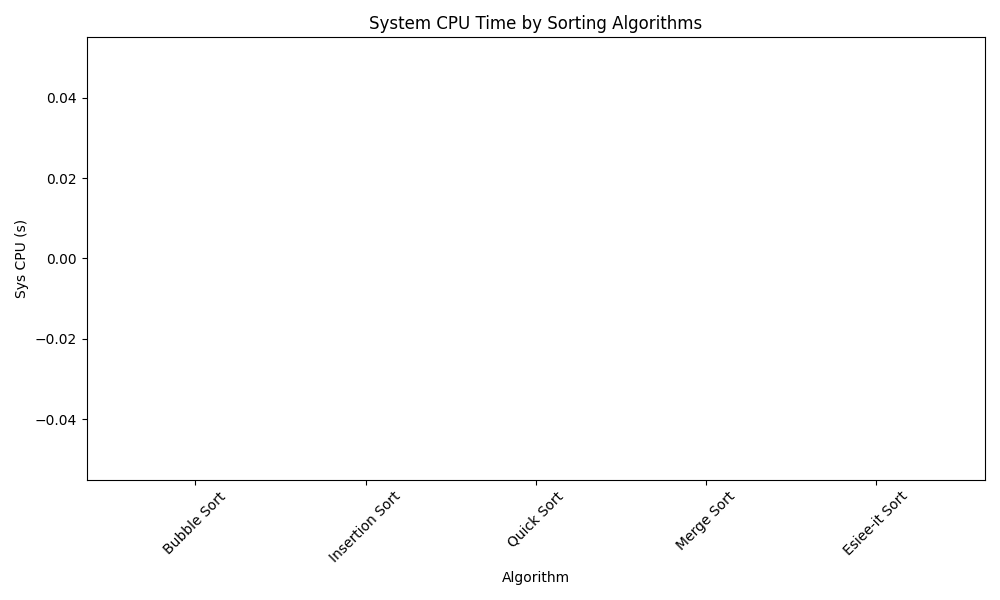 System CPU Time by Sorting Algorithms
0.04
0.02
0.00
−0.02
−0.04
Sys CPU (s)
Bubble Sort
Insertion Sort
Quick Sort
Merge Sort
Esiee-it Sort
Algorithm